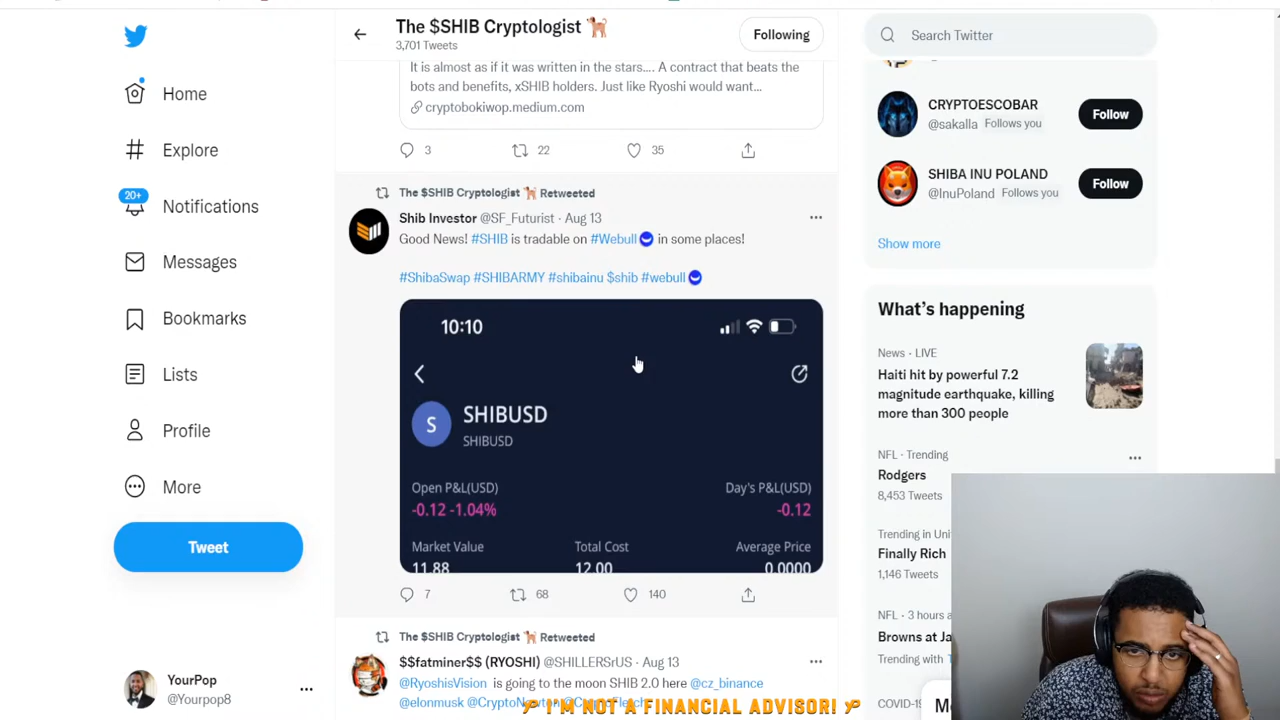 The $SHIB Cryptologist
3,701 Tweets
Following
Search Twitter
Home
Explore
20+
Notifications
Messages
Bookmarks
Lists
Profile
More
Tweet
YourPop
@Yourpop8
It is almost as if it was written in the stars.... A contract that beats the
bots and benefits, xSHIB holders. Just like Ryoshi would want...
cryptobokiwop.medium.com
3 22 35
The $SHIB Cryptologist Retweeted
Shib Investor @SF_Futurist · Aug 13
Good News! #SHIB is tradable on #Webull in some places!
#ShibaSwap #SHIBARMY #shibainu $shib #webull
10:10
S
SHIBUSD
SHIBUSD
Open P&L(USD) Day's P&L(USD)
-0.12 -1.04% -0.12
Market Value Total Cost Average Price
11.88 12.00 0.0000
7 68 140
The $SHIB Cryptologist Retweeted
$$fatminer$$ (RYOSHI) @SHILLERSrUS · Aug 13
@RyoshisVision is going to the moon SHIB 2.0 here @cz_binance
@elonmusk
CRYPTOESCOBAR
@sakalla Follows you
Follow
SHIBA INU POLAND
@InuPoland Follows you
Follow
Show more
What's happening
News · LIVE
Haiti hit by powerful 7.2
magnitude earthquake, killing
more than 300 people
NFL · Trending
Rodgers
8,453 Tweets
Trending in
Finally Rich
1,146 Tweets
NFL · 3 hours
Browns at
Trending with
I'M NOT A FINANCIAL ADVISOR!